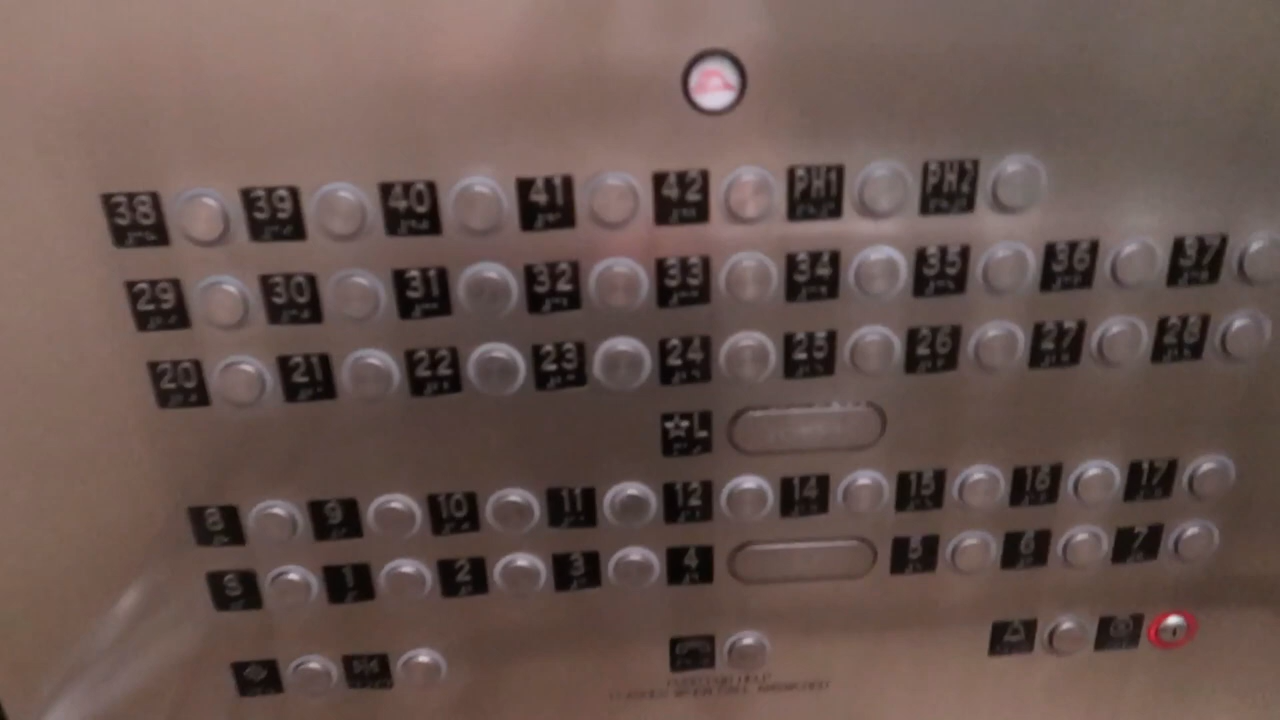 38 39 40 41 42 PH1 PH2
29 30 31 32 33 34 35 36 37
20 21 22 23 24 25 26 27 28
☆L
8 9 10 11 12 14 15 16 17
S 1 2 3 4 5 6 7